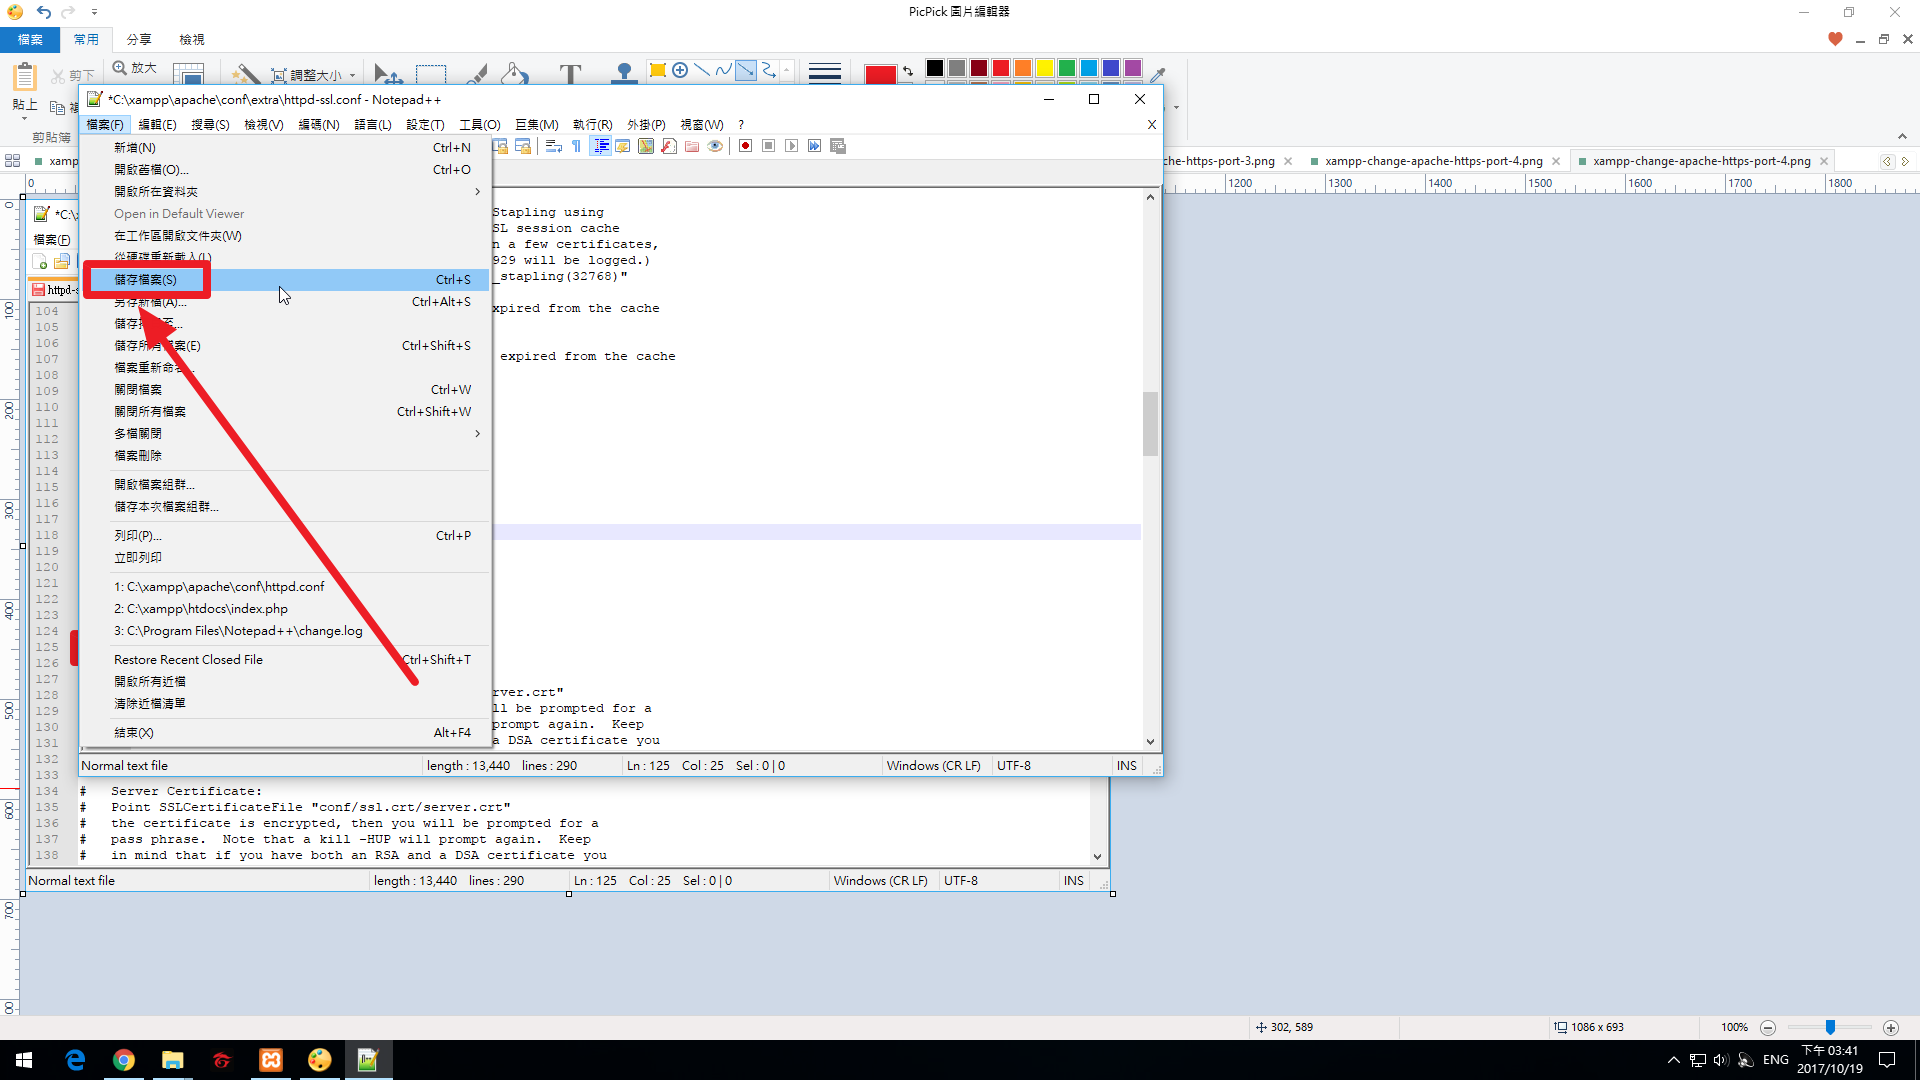 PicPick 圖片編輯器
檔案 常用 分享 檢視
貼上 剪下 放大 調整大小
剪貼簿
*C:\xampp\apache\conf\extra\httpd-ssl.conf - Notepad++
檔案(F) 編輯(E) 搜尋(S) 檢視(V) 編碼(N) 語言(L) 設定(T) 工具(O) 巨集(M) 執行(R) 外掛(P) 視窗(W) ? X
xamp che-https-port-3.png xampp-change-apache-https-port-4.png xampp-change-apache-https-port-4.png
0 1200 1300 1400 1500 1600 1700 1800
*C:\
檔案(F)
httpd-s
新增(N) Ctrl+N
開啟舊檔(O)... Ctrl+O
開啟所在資料夾
Open in Default Viewer
在工作區開啟文件夾(W)
從硬碟重新載入(L)
儲存檔案(S) Ctrl+S
另存新檔(A)... Ctrl+Alt+S
儲存所有檔案(E) Ctrl+Shift+S
檔案重新命名...
關閉檔案 Ctrl+W
關閉所有檔案 Ctrl+Shift+W
多檔關閉
檔案刪除
開啟檔案組群...
儲存本次檔案組群...
列印(P)... Ctrl+P
立即列印
1: C:\xampp\apache\conf\httpd.conf
2: C:\xampp\htdocs\index.php
3: C:\Program Files\Notepad++\change.log
Restore Recent Closed File Ctrl+Shift+T
開啟所有近檔
清除近檔清單
結束(X) Alt+F4
Stapling using
SL session cache
n a few certificates,
929 will be logged.)
_stapling(32768)"
xpired from the cache
expired from the cache
rver.crt"
ll be prompted for a
prompt again.  Keep
a DSA certificate you
Normal text file length : 13,440 lines : 290 Ln : 125 Col : 25 Sel : 0 | 0 Windows (CR LF) UTF-8 INS
104
105
106
107
108
109
110
111
112
113
114
115
116
117
118
119
120
121
122
123
124
125
126
127
128
129
130
131
132
133
134 #   Server Certificate:
135 #   Point SSLCertificateFile "conf/ssl.crt/server.crt"
136 #   the certificate is encrypted, then you will be prompted for a
137 #   pass phrase.  Note that a kill -HUP will prompt again.  Keep
138 #   in mind that if you have both an RSA and a DSA certificate you
Normal text file length : 13,440 lines : 290 Ln : 125 Col : 25 Sel : 0 | 0 Windows (CR LF) UTF-8 INS
0
100
200
300
400
500
600
700
302, 589 1086 x 693 100%
ENG 下午 03:41
2017/10/19